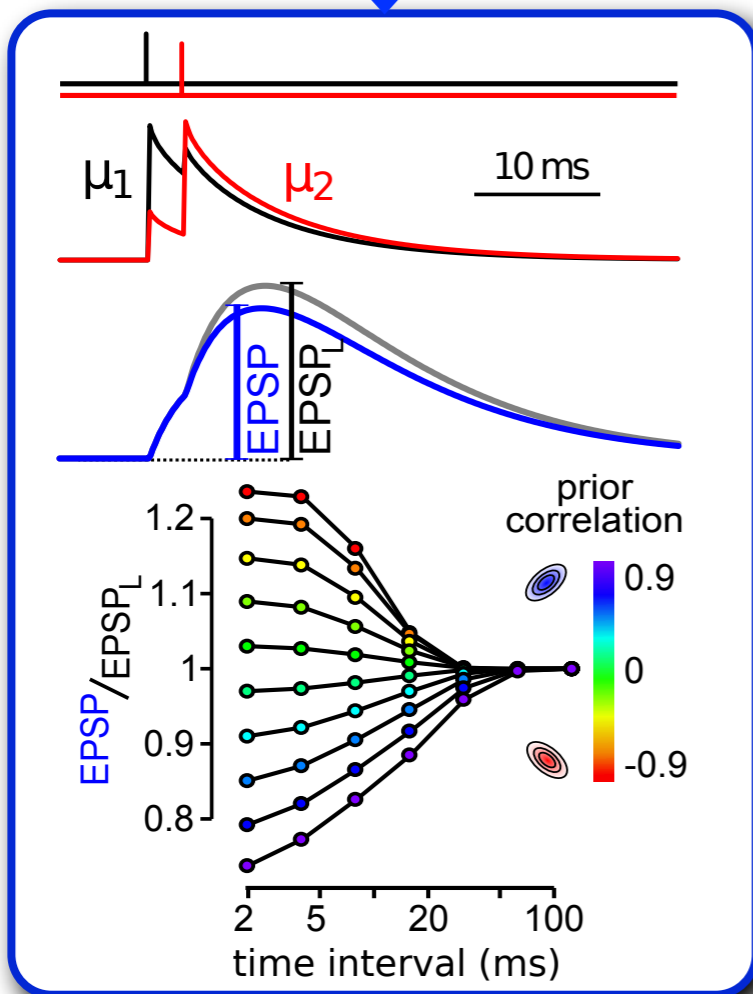 μ1
μ2
10 ms
EPSP
EPSPL
prior
correlation
0.9
0
-0.9
EPSP/EPSPL
1.2
1.1
1
0.9
0.8
2 5 20 100
time interval (ms)